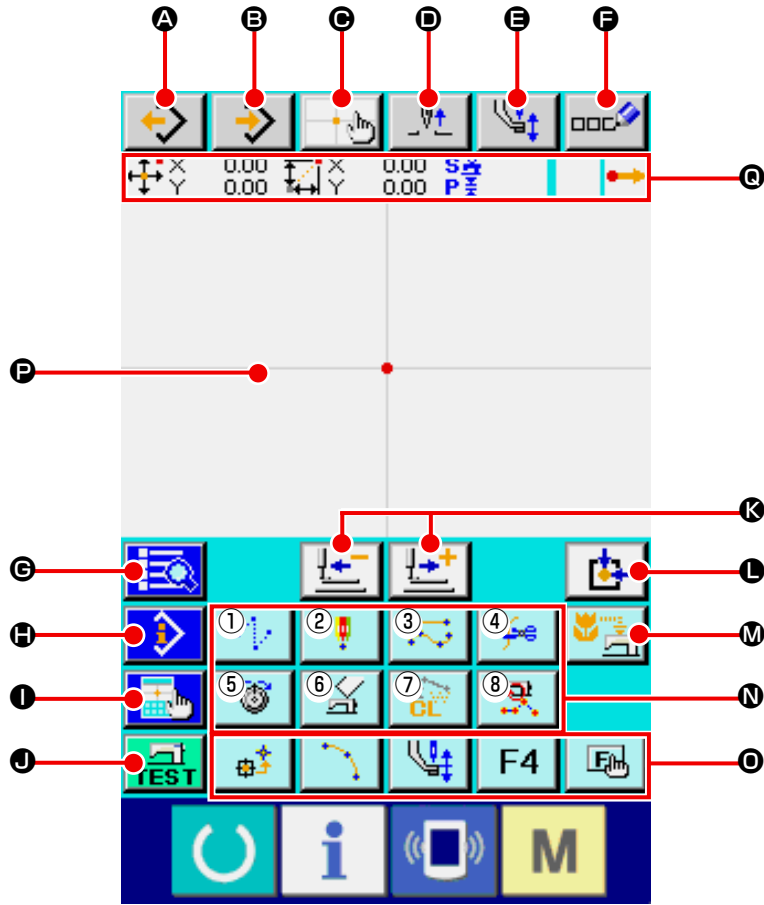 A B C D E F
X 0.00 X 0.00 S
Y 0.00 Y 0.00 P
Q
P
K
G L
① ② ③ ④
H M
⑤ ⑥ ⑦ ⑧
CL
I N
J TEST F4 F O
i M